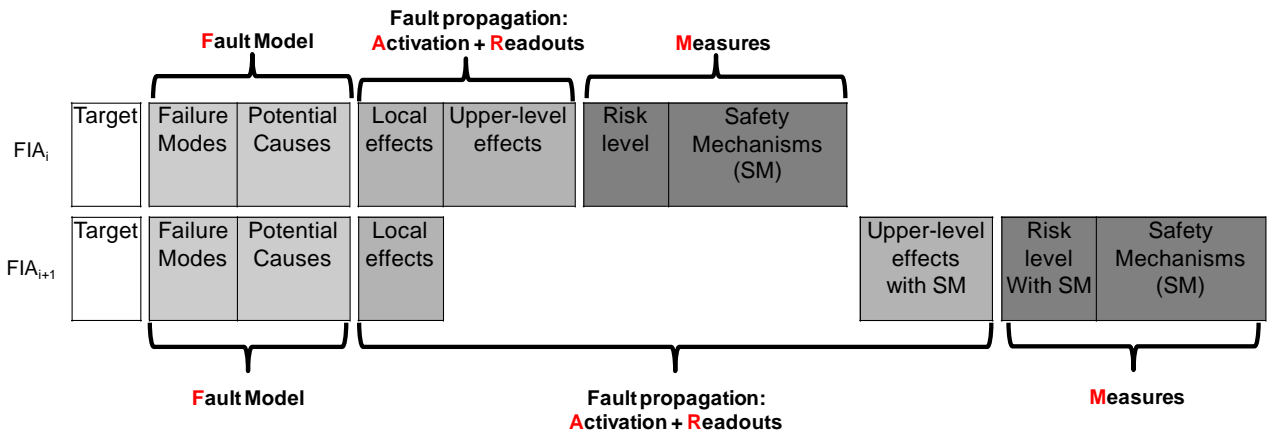 Fault propagation:
Fault Model
Activation + Readouts
Measures
Target
Failure
Modes
Potential
Causes
Local
effects
Upper-level
effects
Risk
level
Safety
Mechanisms
(SM)
FIAi
Target
Failure
Modes
Potential
Causes
Local
effects
Upper-level
effects
with SM
Risk
level
With SM
Safety
Mechanisms
(SM)
FIAi+1
Fault Model
Fault propagation:
Activation + Readouts
Measures